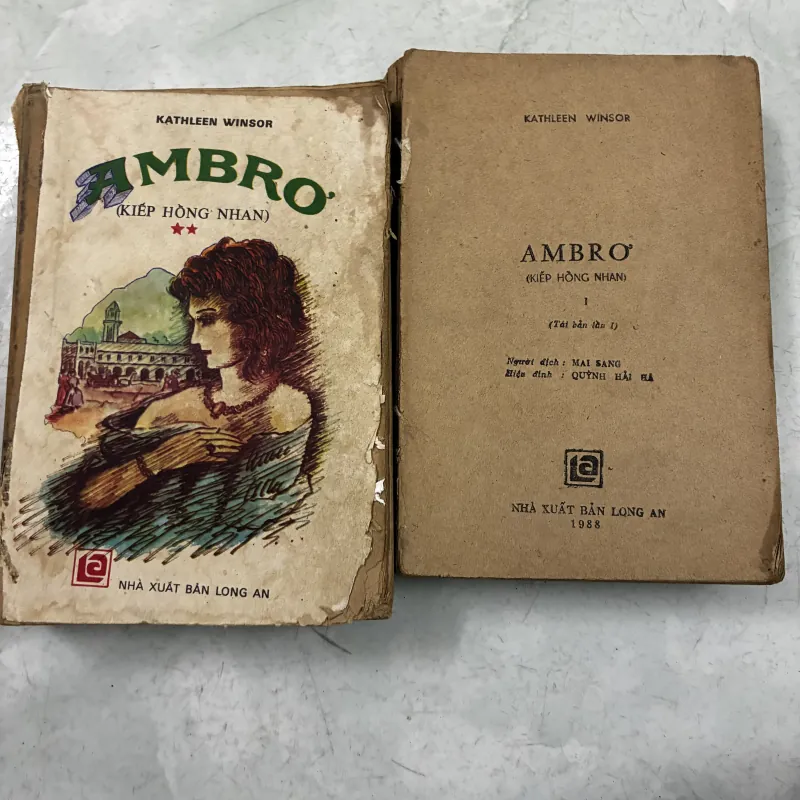 KATHLEEN WINSOR
AMBRƠ
(KIẾP HỒNG NHAN)
★★
NHÀ XUẤT BẢN LONG AN
KATHLEEN WINSOR
AMBRƠ
(KIẾP HỒNG NHAN)
I
(Tái bản lần I)
Người dịch : MAI SANG
Hiệu đính : QUỲNH HẢI HÀ
NHÀ XUẤT BẢN LONG AN
1988